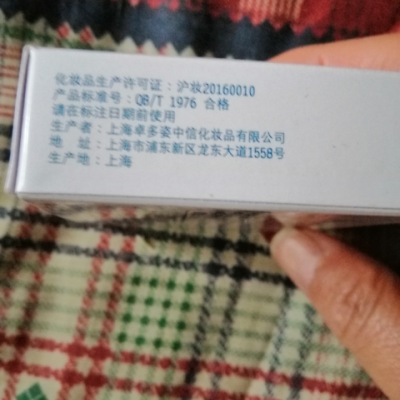 化妆品生产许可证：沪妆20160010
产品标准号：QB/T 1976 合格
请在标注日期前使用
生产者：上海卓多姿中信化妆品有限公司
地　址：上海市浦东新区龙东大道1558号
生产地：上海